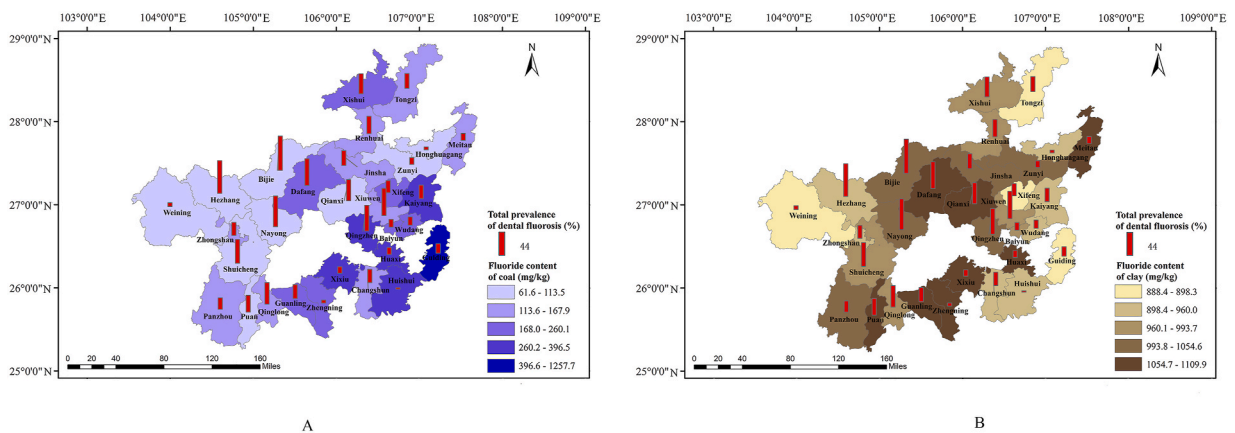 103°0'0"E 104°0'0"E 105°0'0"E 106°0'0"E 107°0'0"E 108°0'0"E 109°0'0"E
29°0'0"N
28°0'0"N
27°0'0"N
26°0'0"N
25°0'0"N
N
Xishui
Tongzi
Renhuai
Meitan
Honghuagang
Zunyi
Bijie
Jinsha
Dafang
Hezhang
Qianxi
Xiuwen
Xifeng
Kaiyang
Weining
Nayong
Qingzhen
Wudang
Zhongshan
Baiyun
Shuicheng
Huaxi
Xixiu
Huishui
Changshun
Guanling
Panzhou
Puan
Qinglong
Zhengning
Total prevalence
of dental fluorosis (%)
44
Fluoride content
of coal (mg/kg)
61.6 - 113.5
113.6 - 167.9
168.0 - 260.1
260.2 - 396.5
396.6 - 1257.7
0 20 40 80 120 160
Miles
A
103°0'0"E 104°0'0"E 105°0'0"E 106°0'0"E 107°0'0"E 108°0'0"E 109°0'0"E
29°0'0"N
28°0'0"N
27°0'0"N
26°0'0"N
25°0'0"N
N
Xishui
Tongzi
Renhuai
Meitan
Honghuagang
Zunyi
Bijie
Jinsha
Dafang
Hezhang
Qianxi
Xiuwen
Xifeng
Kaiyang
Weining
Nayong
Qingzhen
Wudang
Zhongshan
Baiyun
Guiding
Shuicheng
Huaxi
Xixiu
Huishui
Changshun
Guanling
Panzhou
Puan
Qinglong
Zhengning
Total prevalence
of dental fluorosis (%)
44
Fluoride content
of clay (mg/kg)
888.4 - 898.3
898.4 - 960.0
960.1 - 993.7
993.8 - 1054.6
1054.7 - 1109.9
0 20 40 80 120 160
Miles
B